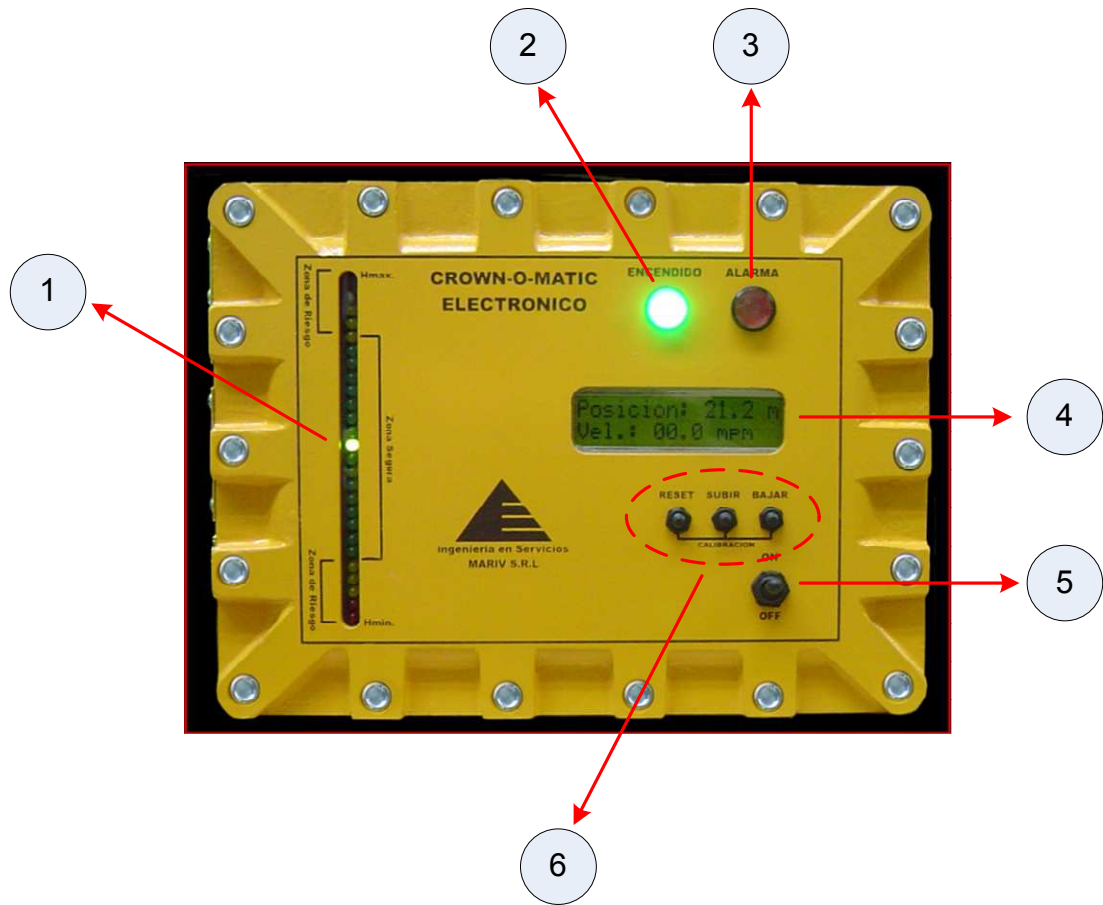 2
3
1
Hmax.
Zona de Riesgo
CROWN-O-MATIC
ELECTRONICO
ENCENDIDO
ALARMA
Zona Segura
Posicion: 21.2 m
Vel.: 00.0 mpm
4
RESET
SUBIR
BAJAR
CALIBRACION
Ingeniería en Servicios
MARIV S.R.L
ON
OFF
5
Zona de Riesgo
Hmin.
6